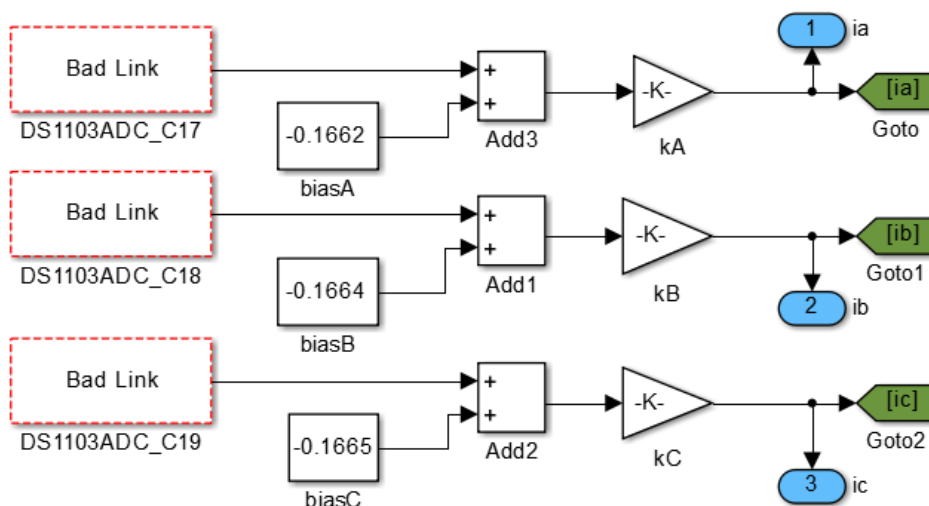 1
ia
Bad Link
+
+
-K-
[ia]
DS1103ADC_C17
-0.1662
Add3
kA
Goto
biasA
Bad Link
+
+
-K-
[ib]
DS1103ADC_C18
-0.1664
Add1
kB
Goto1
biasB
2
ib
Bad Link
+
+
-K-
[ic]
DS1103ADC_C19
-0.1665
Add2
kC
Goto2
biasC
3
ic